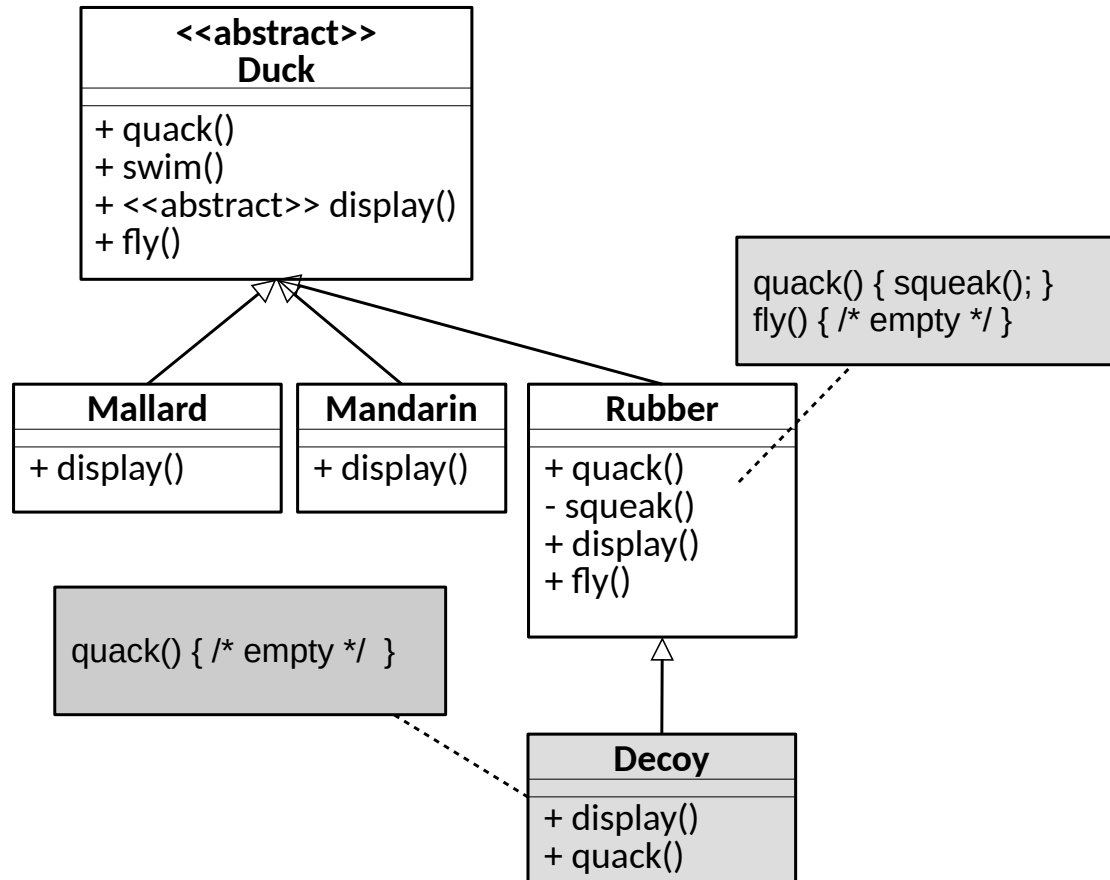 <<abstract>>
Duck
+ quack()
+ swim()
+ <<abstract>> display()
+ fly()
quack() { squeak(); }
fly() { /* empty */ }
Mallard
+ display()
Mandarin
+ display()
Rubber
+ quack()
- squeak()
+ display()
+ fly()
quack() { /* empty */  }
Decoy
+ display()
+ quack()